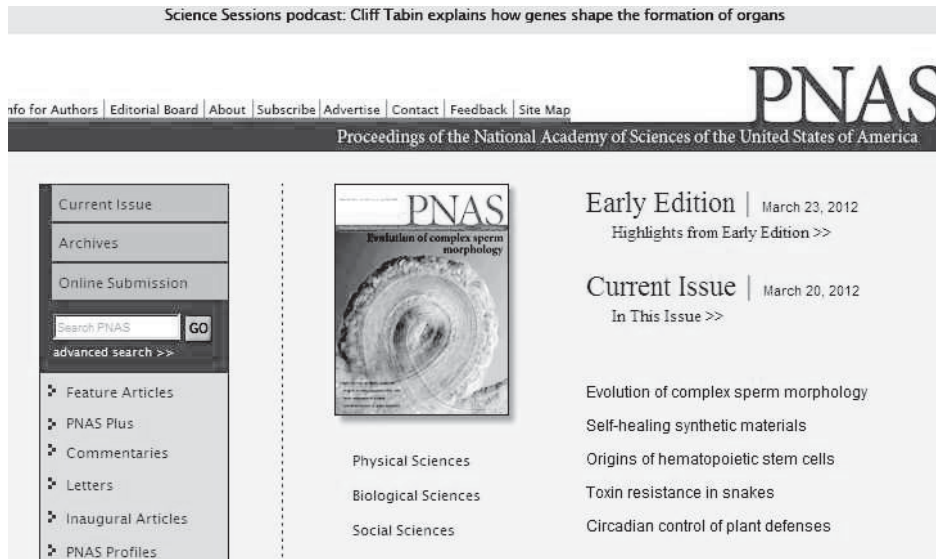 Science Sessions podcast: Cliff Tabin explains how genes shape the formation of organs
PNAS
nfo for Authors | Editorial Board | About | Subscribe | Advertise | Contact | Feedback | Site Map
Proceedings of the National Academy of Sciences of the United States of America
Current Issue
Archives
Online Submission
Search PNAS GO
advanced search >>
Feature Articles
PNAS Plus
Commentaries
Letters
Inaugural Articles
PNAS Profiles
PNAS
Evolution of complex sperm
morphology
Physical Sciences
Biological Sciences
Social Sciences
Early Edition | March 23, 2012
Highlights from Early Edition >>
Current Issue | March 20, 2012
In This Issue >>
Evolution of complex sperm morphology
Self-healing synthetic materials
Origins of hematopoietic stem cells
Toxin resistance in snakes
Circadian control of plant defenses